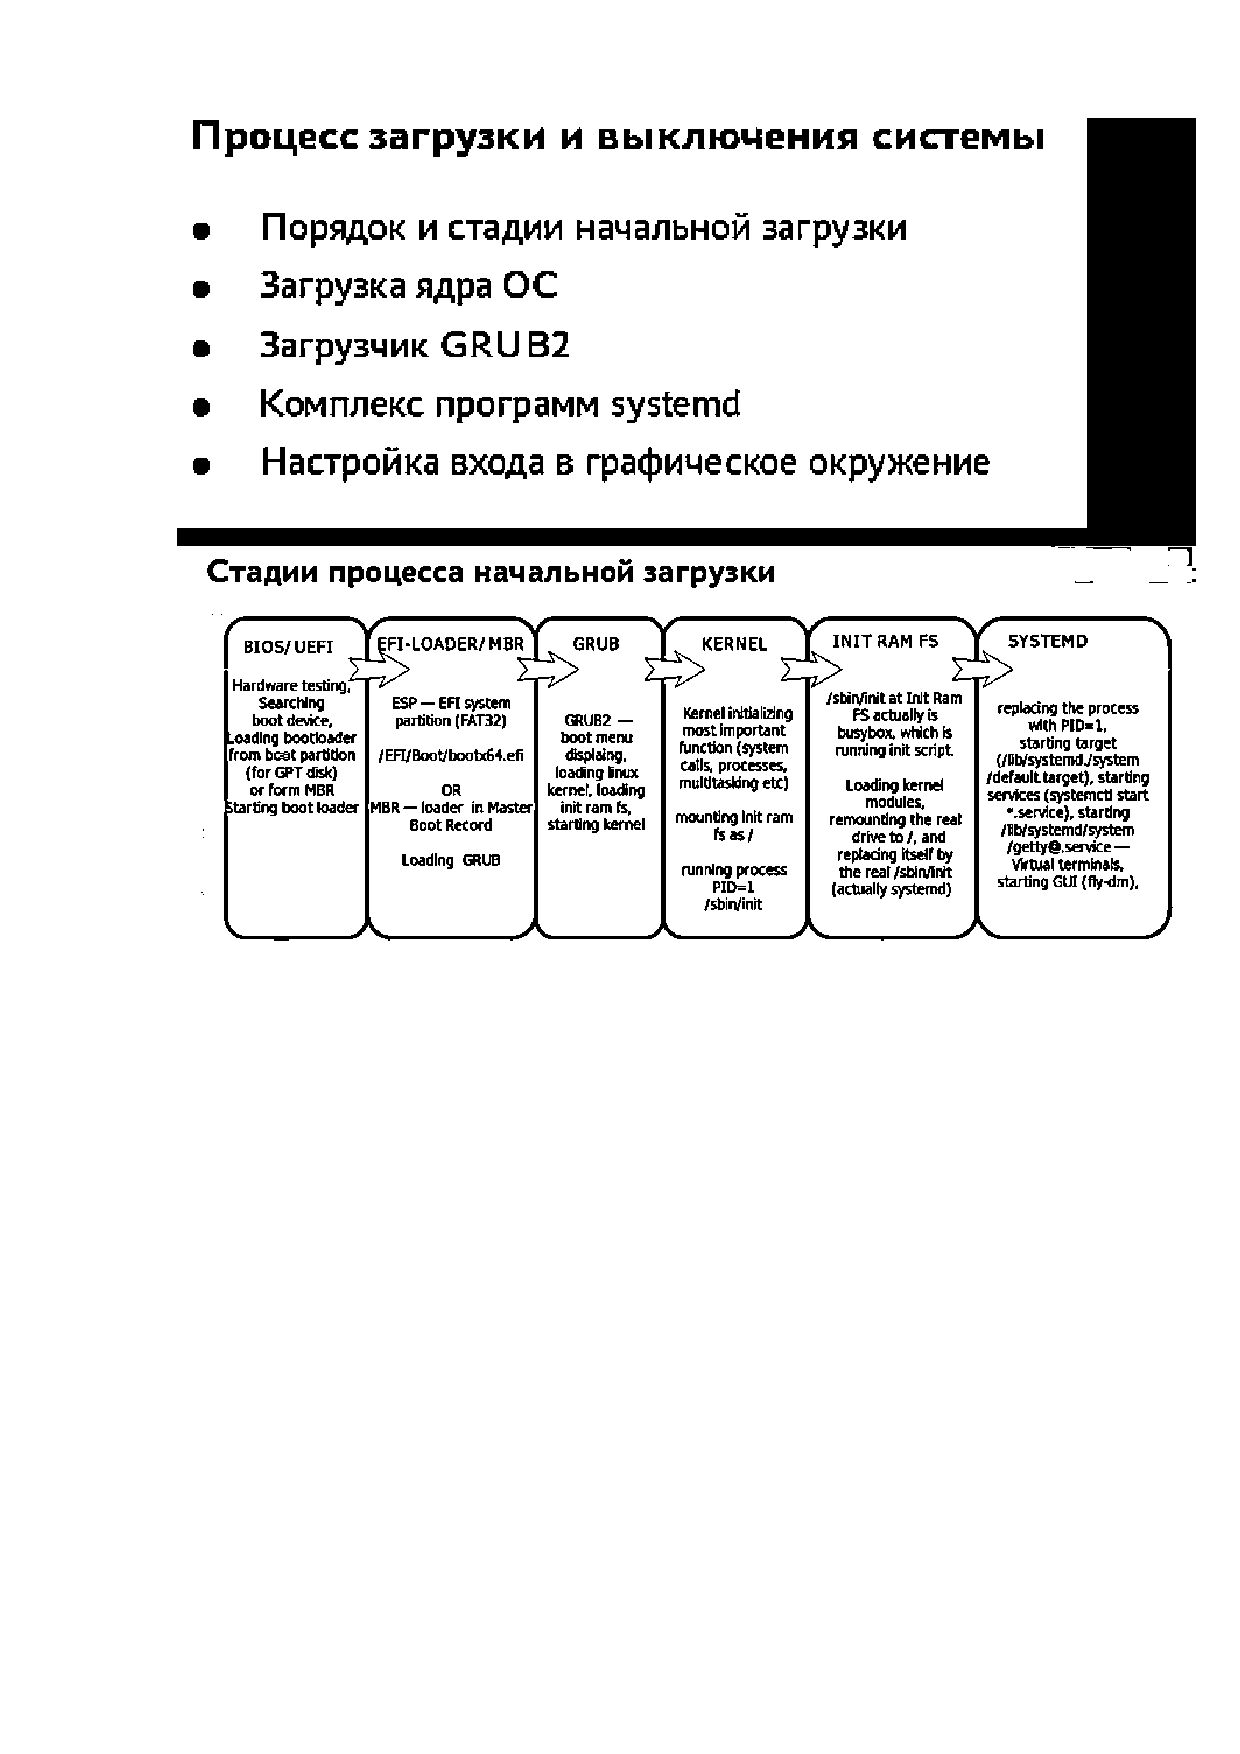 Процесс загрузки и выключения системы
● Порядок и стадии начальной загрузки
● Загрузка ядра ОС
● Загрузчик GRUB2
● Комплекс программ systemd
● Настройка входа в графическое окружение
Стадии процесса начальной загрузки
BIOS/UEFI
Hardware testing,
Searching
boot device,
Loading bootloader
from boot partition
(for GPT disk)
or form MBR
Starting boot loader
EFI-LOADER/MBR
ESP — EFI system
partition (FAT32)
/EFI/Boot/bootx64.efi
OR
MBR — loader in Master
Boot Record
Loading GRUB
GRUB
GRUB2 —
boot menu
displaing,
loading linux
kernel, loading
init ram fs,
starting kernel
KERNEL
Kernel initializing
most important
function (system
calls, processes,
multitasking etc)
mounting Init ram
fs as /
running process
PID=1
/sbin/init
INIT RAM FS
/sbin/init at Init Ram
FS actually is
busybox, which is
running init script.
Loading kernel
modules,
remounting the real
drive to /, and
replacing itself by
the real /sbin/init
(actually systemd)
SYSTEMD
replacing the process
with PID=1,
starting target
(/lib/systemd./system
/default.target), starting
services (systemctl start
*.service), starting
/lib/systemd/system
/getty@.service —
Virtual terminals,
starting GUI (fly-dm).